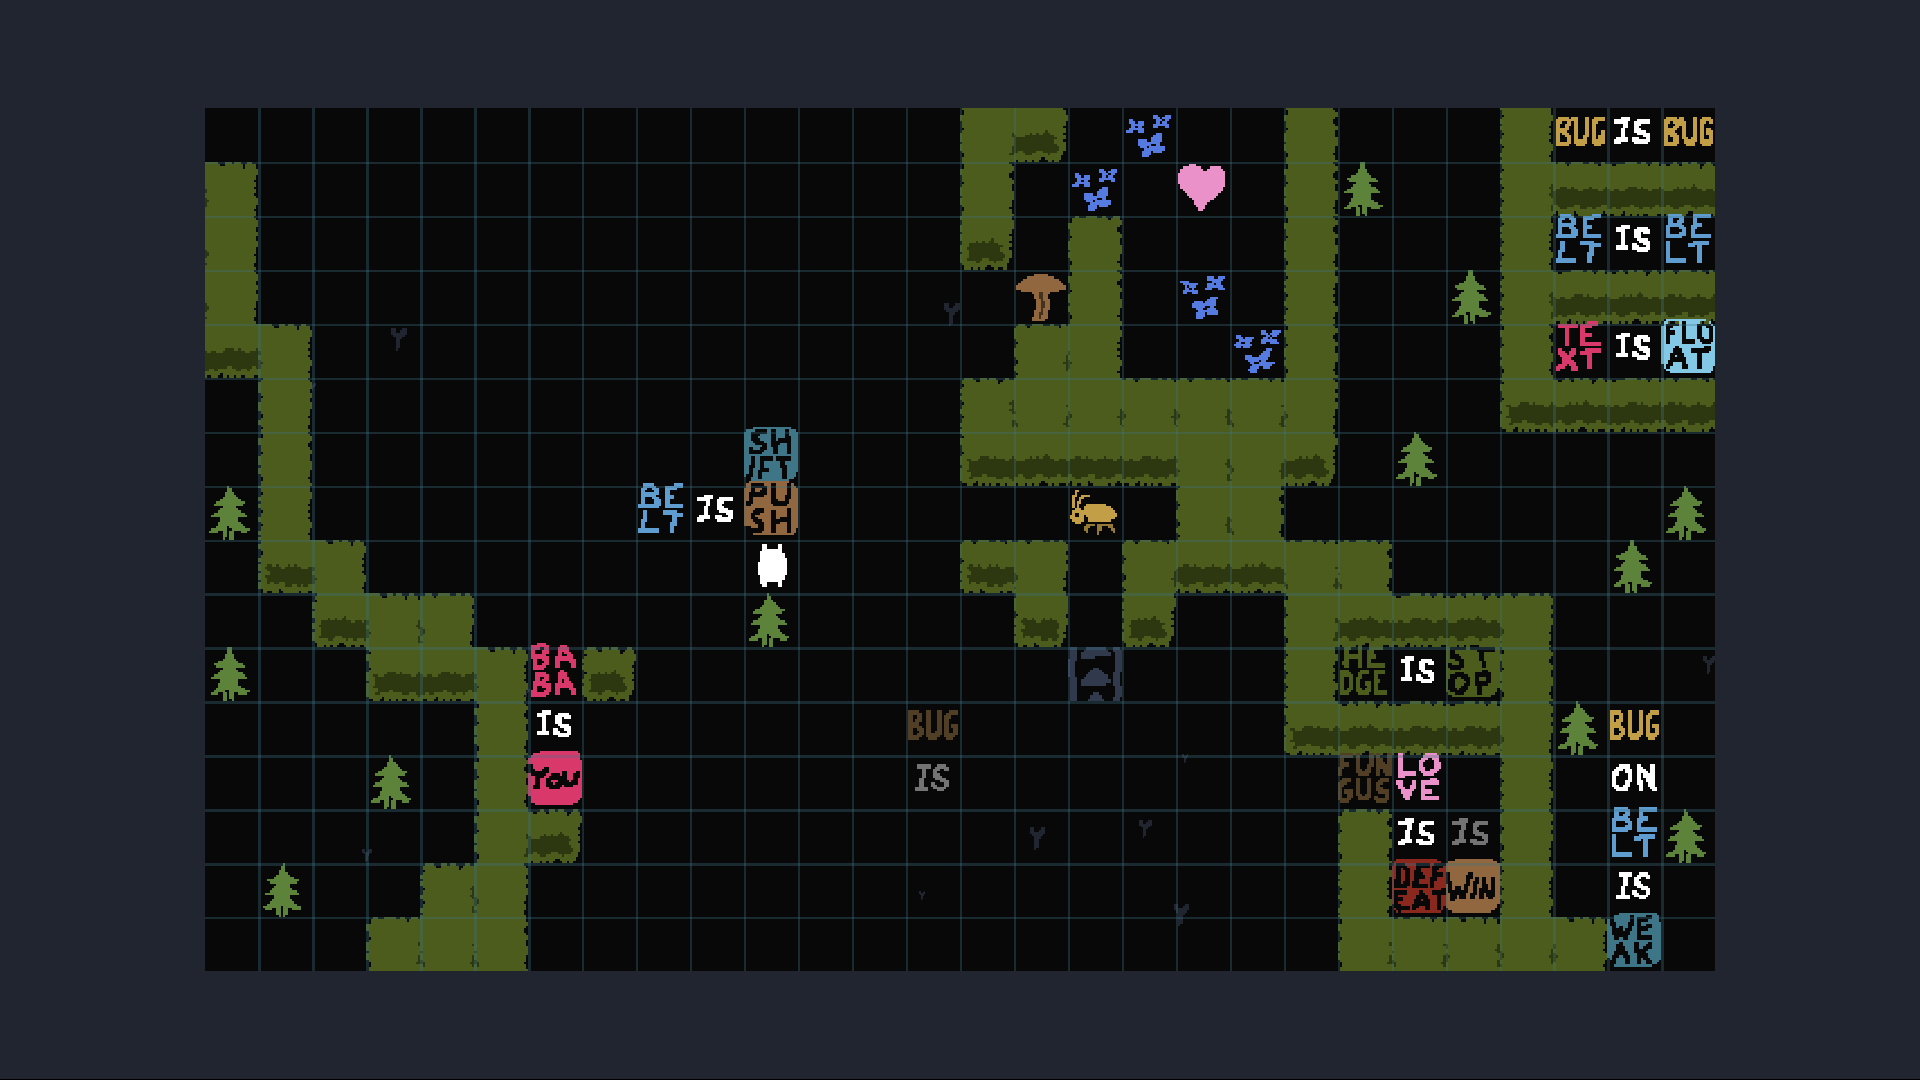 BUG IS BUG
BELT IS BELT
TEXT IS FLOAT
SHIFT
BELT IS PUSH
BABA
IS
YOU
BUG
IS
HEDGE IS STOP
FUNGUS LOVE
IS IS
DEFEAT WIN
BUG
ON
BELT
IS
WEAK